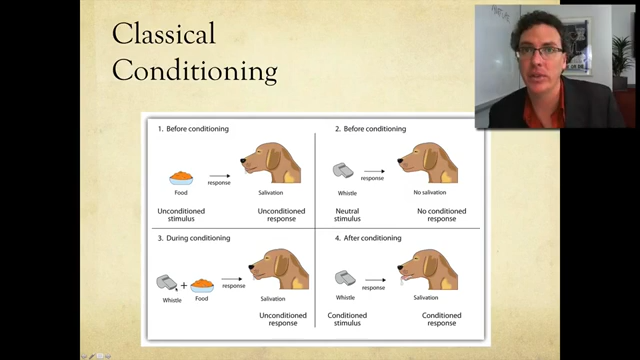 Classical
Conditioning
1. Before conditioning
Food
response
Salivation
Unconditioned
stimulus
Unconditioned
response
2. Before conditioning
Whistle
response
No salivation
Neutral
stimulus
No conditioned
response
3. During conditioning
Whistle
+
Food
response
Salivation
Unconditioned
response
4. After conditioning
Whistle
response
Salivation
Conditioned
stimulus
Conditioned
response